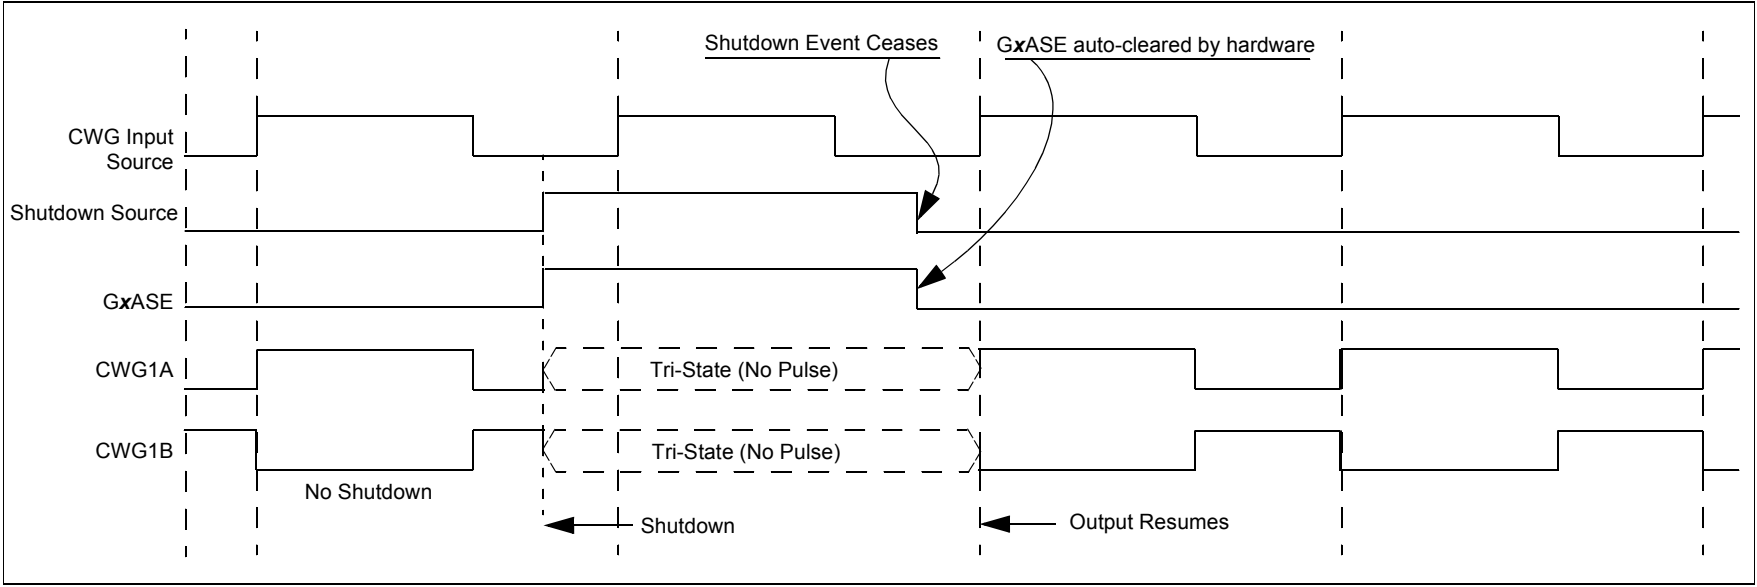 Shutdown Event Ceases
GxASE auto-cleared by hardware
CWG Input
Source
Shutdown Source
GxASE
CWG1A
Tri-State (No Pulse)
CWG1B
Tri-State (No Pulse)
No Shutdown
Shutdown
Output Resumes